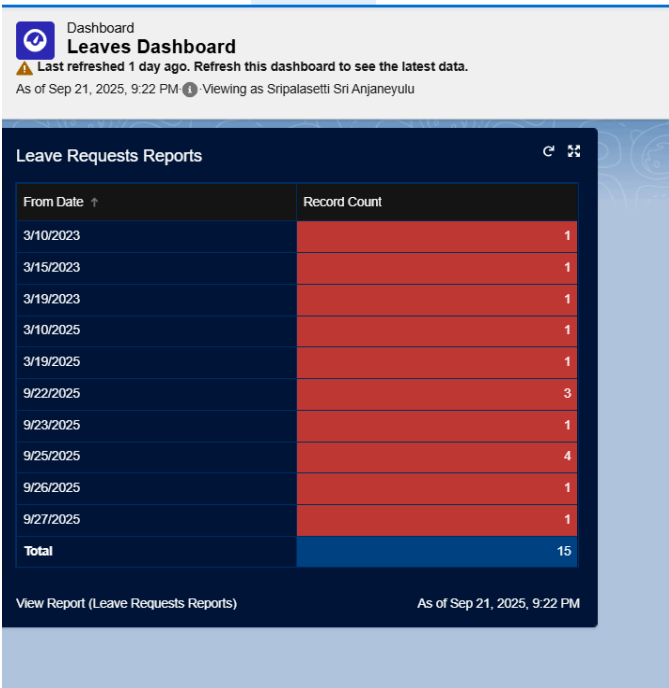 Dashboard
Leaves Dashboard
Last refreshed 1 day ago. Refresh this dashboard to see the latest data.
As of Sep 21, 2025, 9:22 PM·Viewing as Sripalasetti Sri Anjaneyulu
Leave Requests Reports
From Date ↑ Record Count
3/10/2023 1
3/15/2023 1
3/19/2023 1
3/10/2025 1
3/19/2025 1
9/22/2025 3
9/23/2025 1
9/25/2025 4
9/26/2025 1
9/27/2025 1
Total 15
View Report (Leave Requests Reports) As of Sep 21, 2025, 9:22 PM